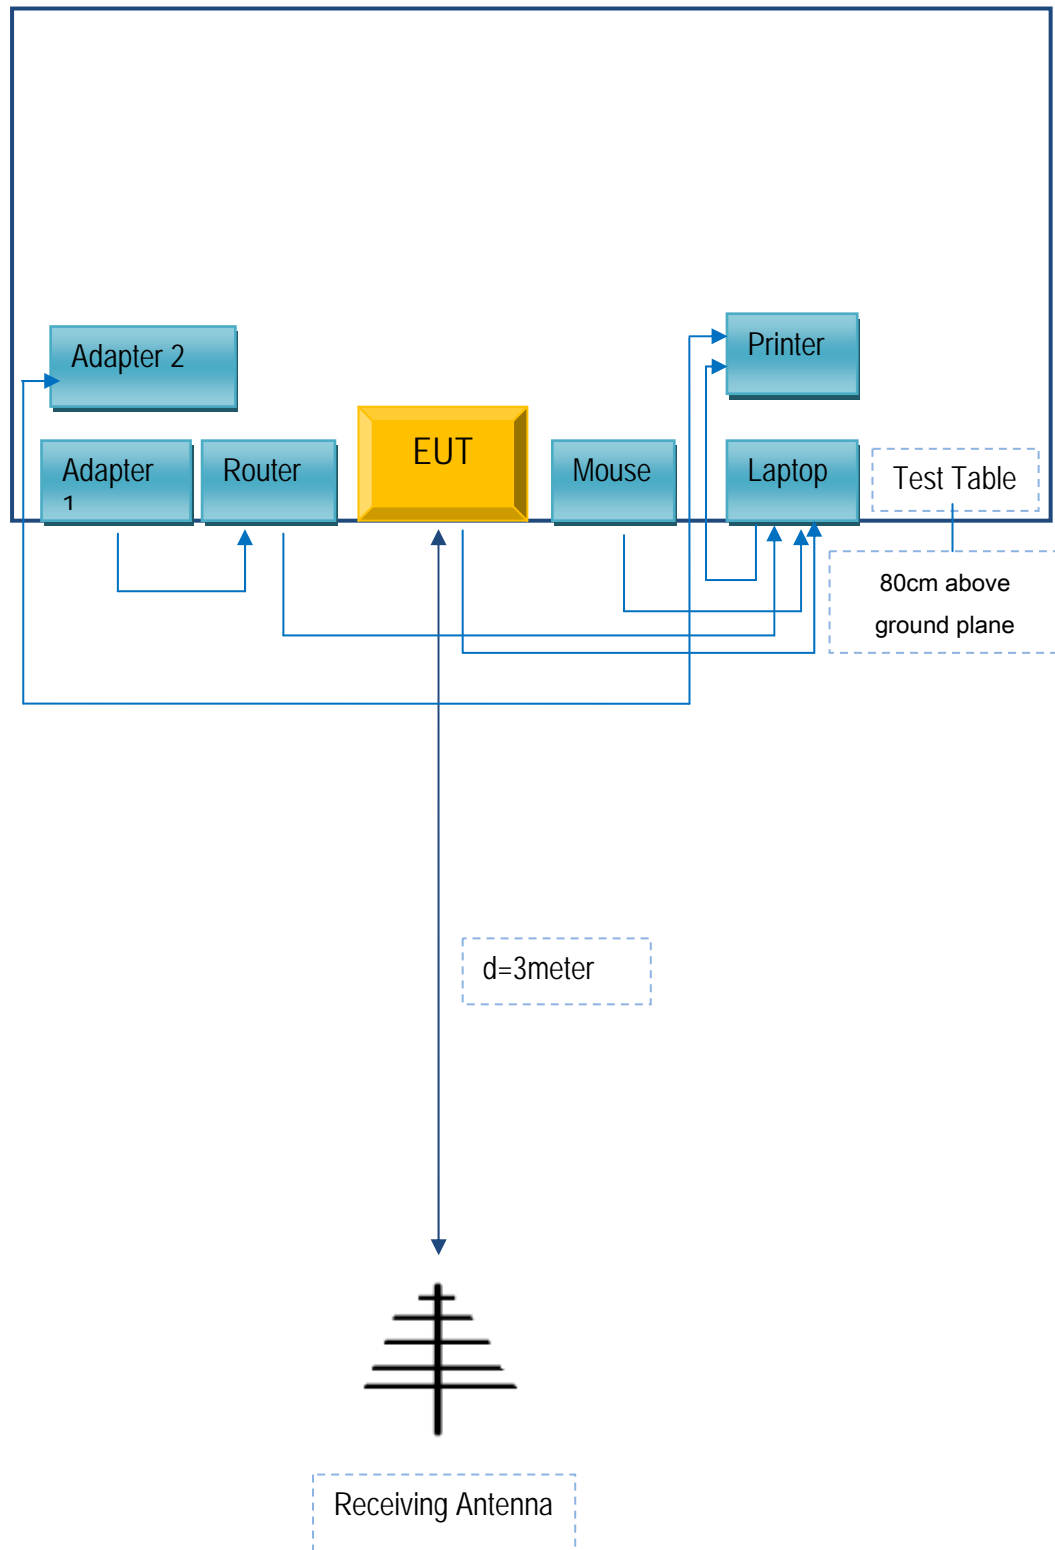 Printer
Adapter 2
EUT
Adapter
1
Router
Mouse
Laptop
Test Table
80cm above
ground plane
d=3meter
Receiving Antenna